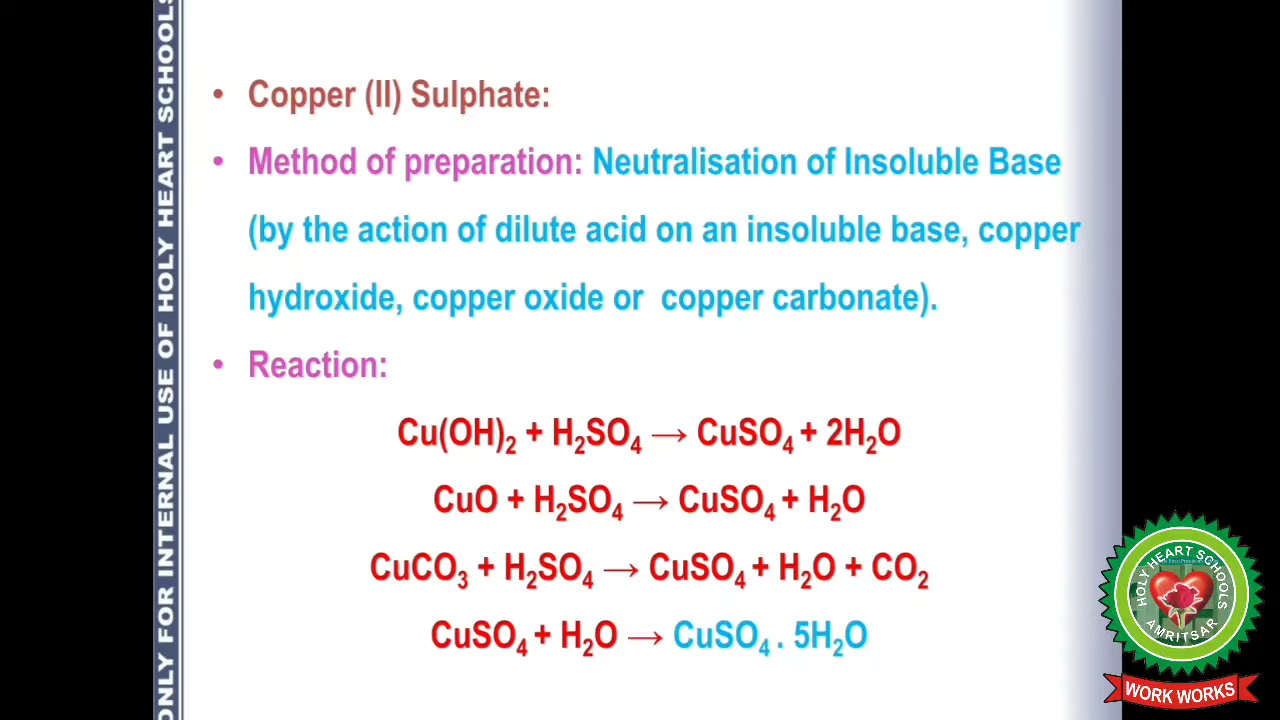 ONLY FOR INTERNAL USE OF HOLY HEART SCHOOLS
• Copper (II) Sulphate:
• Method of preparation: Neutralisation of Insoluble Base
(by the action of dilute acid on an insoluble base, copper
hydroxide, copper oxide or copper carbonate).
• Reaction:
Cu(OH)₂ + H₂SO₄ → CuSO₄ + 2H₂O
CuO + H₂SO₄ → CuSO₄ + H₂O
CuCO₃ + H₂SO₄ → CuSO₄ + H₂O + CO₂
CuSO₄ + H₂O → CuSO₄ . 5H₂O
HOLY HEART SCHOOLS
AMRITSAR
WORK WORKS